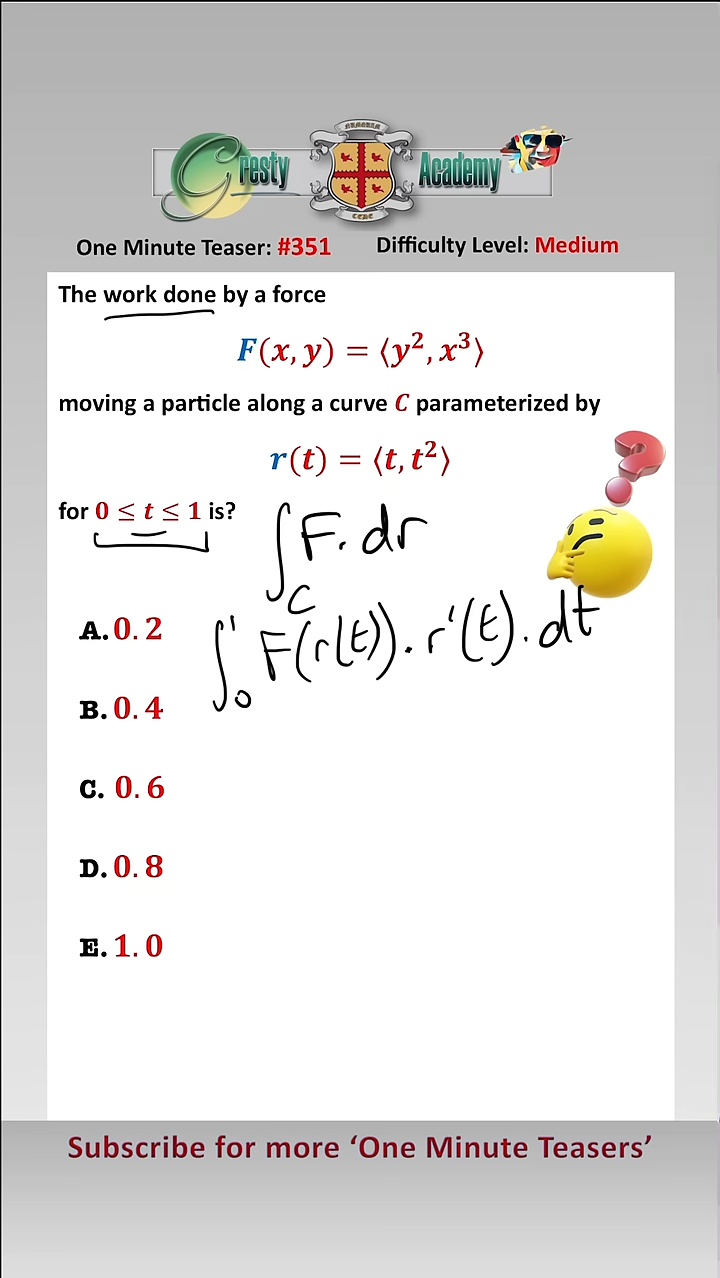 Gresty Academy
One Minute Teaser: #351 Difficulty Level: Medium
The work done by a force
F(x, y) = ⟨y², x³⟩
moving a particle along a curve C parameterized by
r(t) = ⟨t, t²⟩
for 0 ≤ t ≤ 1 is?
∫_C F. dr
A. 0.2
∫₀¹ F(r(t)). r'(t). dt
B. 0.4
C. 0.6
D. 0.8
E. 1.0
Subscribe for more ‘One Minute Teasers’